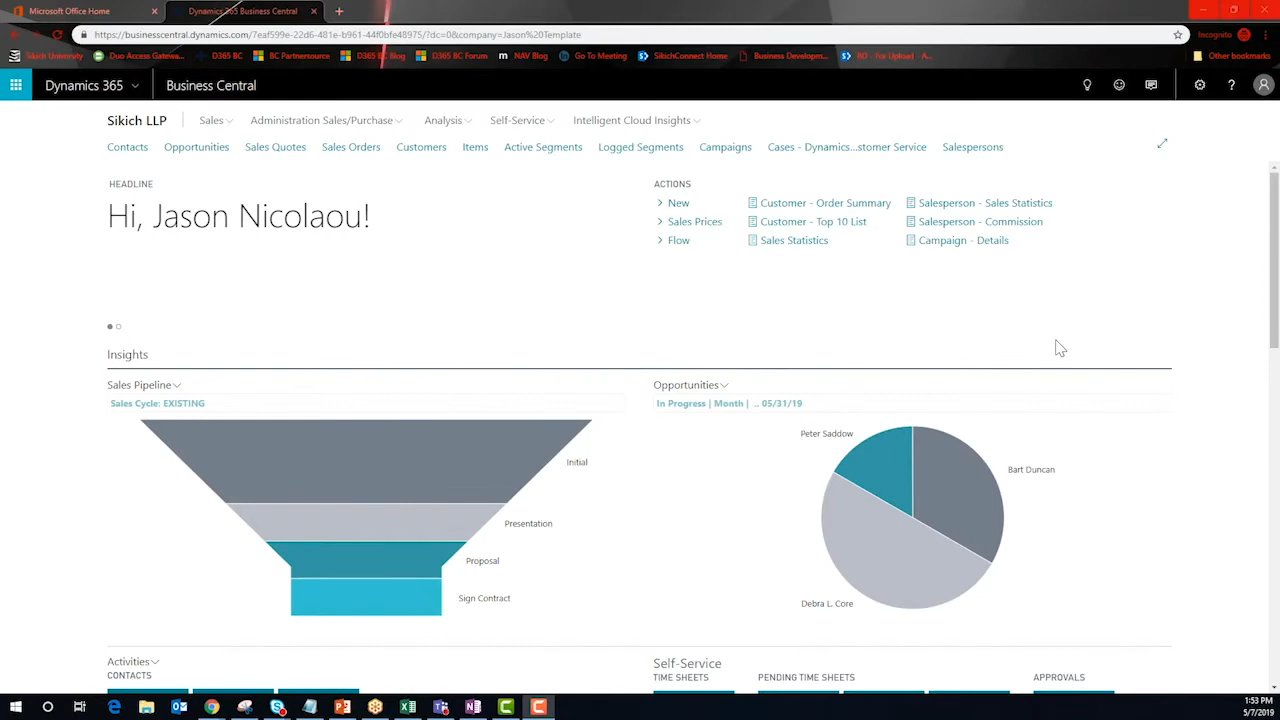 Microsoft Office Home
Dynamics 365 Business Central
https://businesscentral.dynamics.com/7eaf599e-22d6-481e-b961-44f0bfe48975/?dc=0&company=Jason%20Template
Incognito
Sikich University
Duo Access Gatewa...
D365 BC
BC Partnersource
D365 BC Blog
D365 BC Forum
NAV Blog
Go To Meeting
SikichConnect Home
Business Developm...
Other bookmarks
Dynamics 365
Business Central
Sikich LLP
Sales
Administration Sales/Purchase
Analysis
Self-Service
Intelligent Cloud Insights
Contacts
Opportunities
Sales Quotes
Sales Orders
Customers
Items
Active Segments
Logged Segments
Campaigns
Cases - Dynamics...stomer Service
Salespersons
HEADLINE
Hi, Jason Nicolaou!
ACTIONS
New
Sales Prices
Flow
Customer - Order Summary
Customer - Top 10 List
Sales Statistics
Salesperson - Sales Statistics
Salesperson - Commission
Campaign - Details
Insights
Sales Pipeline
Sales Cycle: EXISTING
Initial
Presentation
Proposal
Sign Contract
Opportunities
In Progress | Month | .. 05/31/19
Peter Saddow
Bart Duncan
Debra L. Core
Activities
CONTACTS
Self-Service
TIME SHEETS
PENDING TIME SHEETS
APPROVALS
1:53 PM
5/7/2019